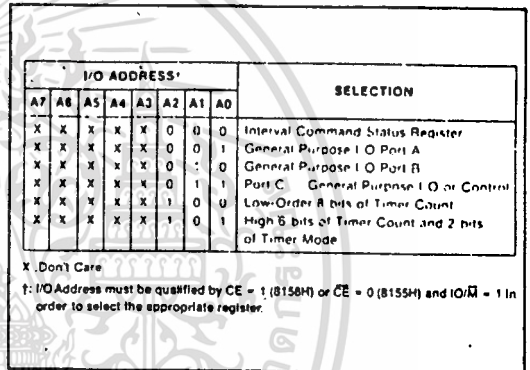 I/O ADDRESS†
SELECTION
A7 A6 A5 A4 A3 A2 A1 A0
X X X X X 0 0 0 Interval Command Status Register
X X X X X 0 0 1 General Purpose I O Port A
X X X X X 0 1 0 General Purpose I O Port B
X X X X X 0 1 1 Port C General Purpose I O or Control
X X X X X 1 0 0 Low-Order 8 bits of Timer Count
X X X X X 1 0 1 High 6 bits of Timer Count and 2 bits
of Timer Mode
X .Don't Care
†: I/O Address must be qualified by CE = 1 (8156H) or C̅E̅ = 0 (8155H) and IO/M̅ = 1 in
order to select the appropriate register.